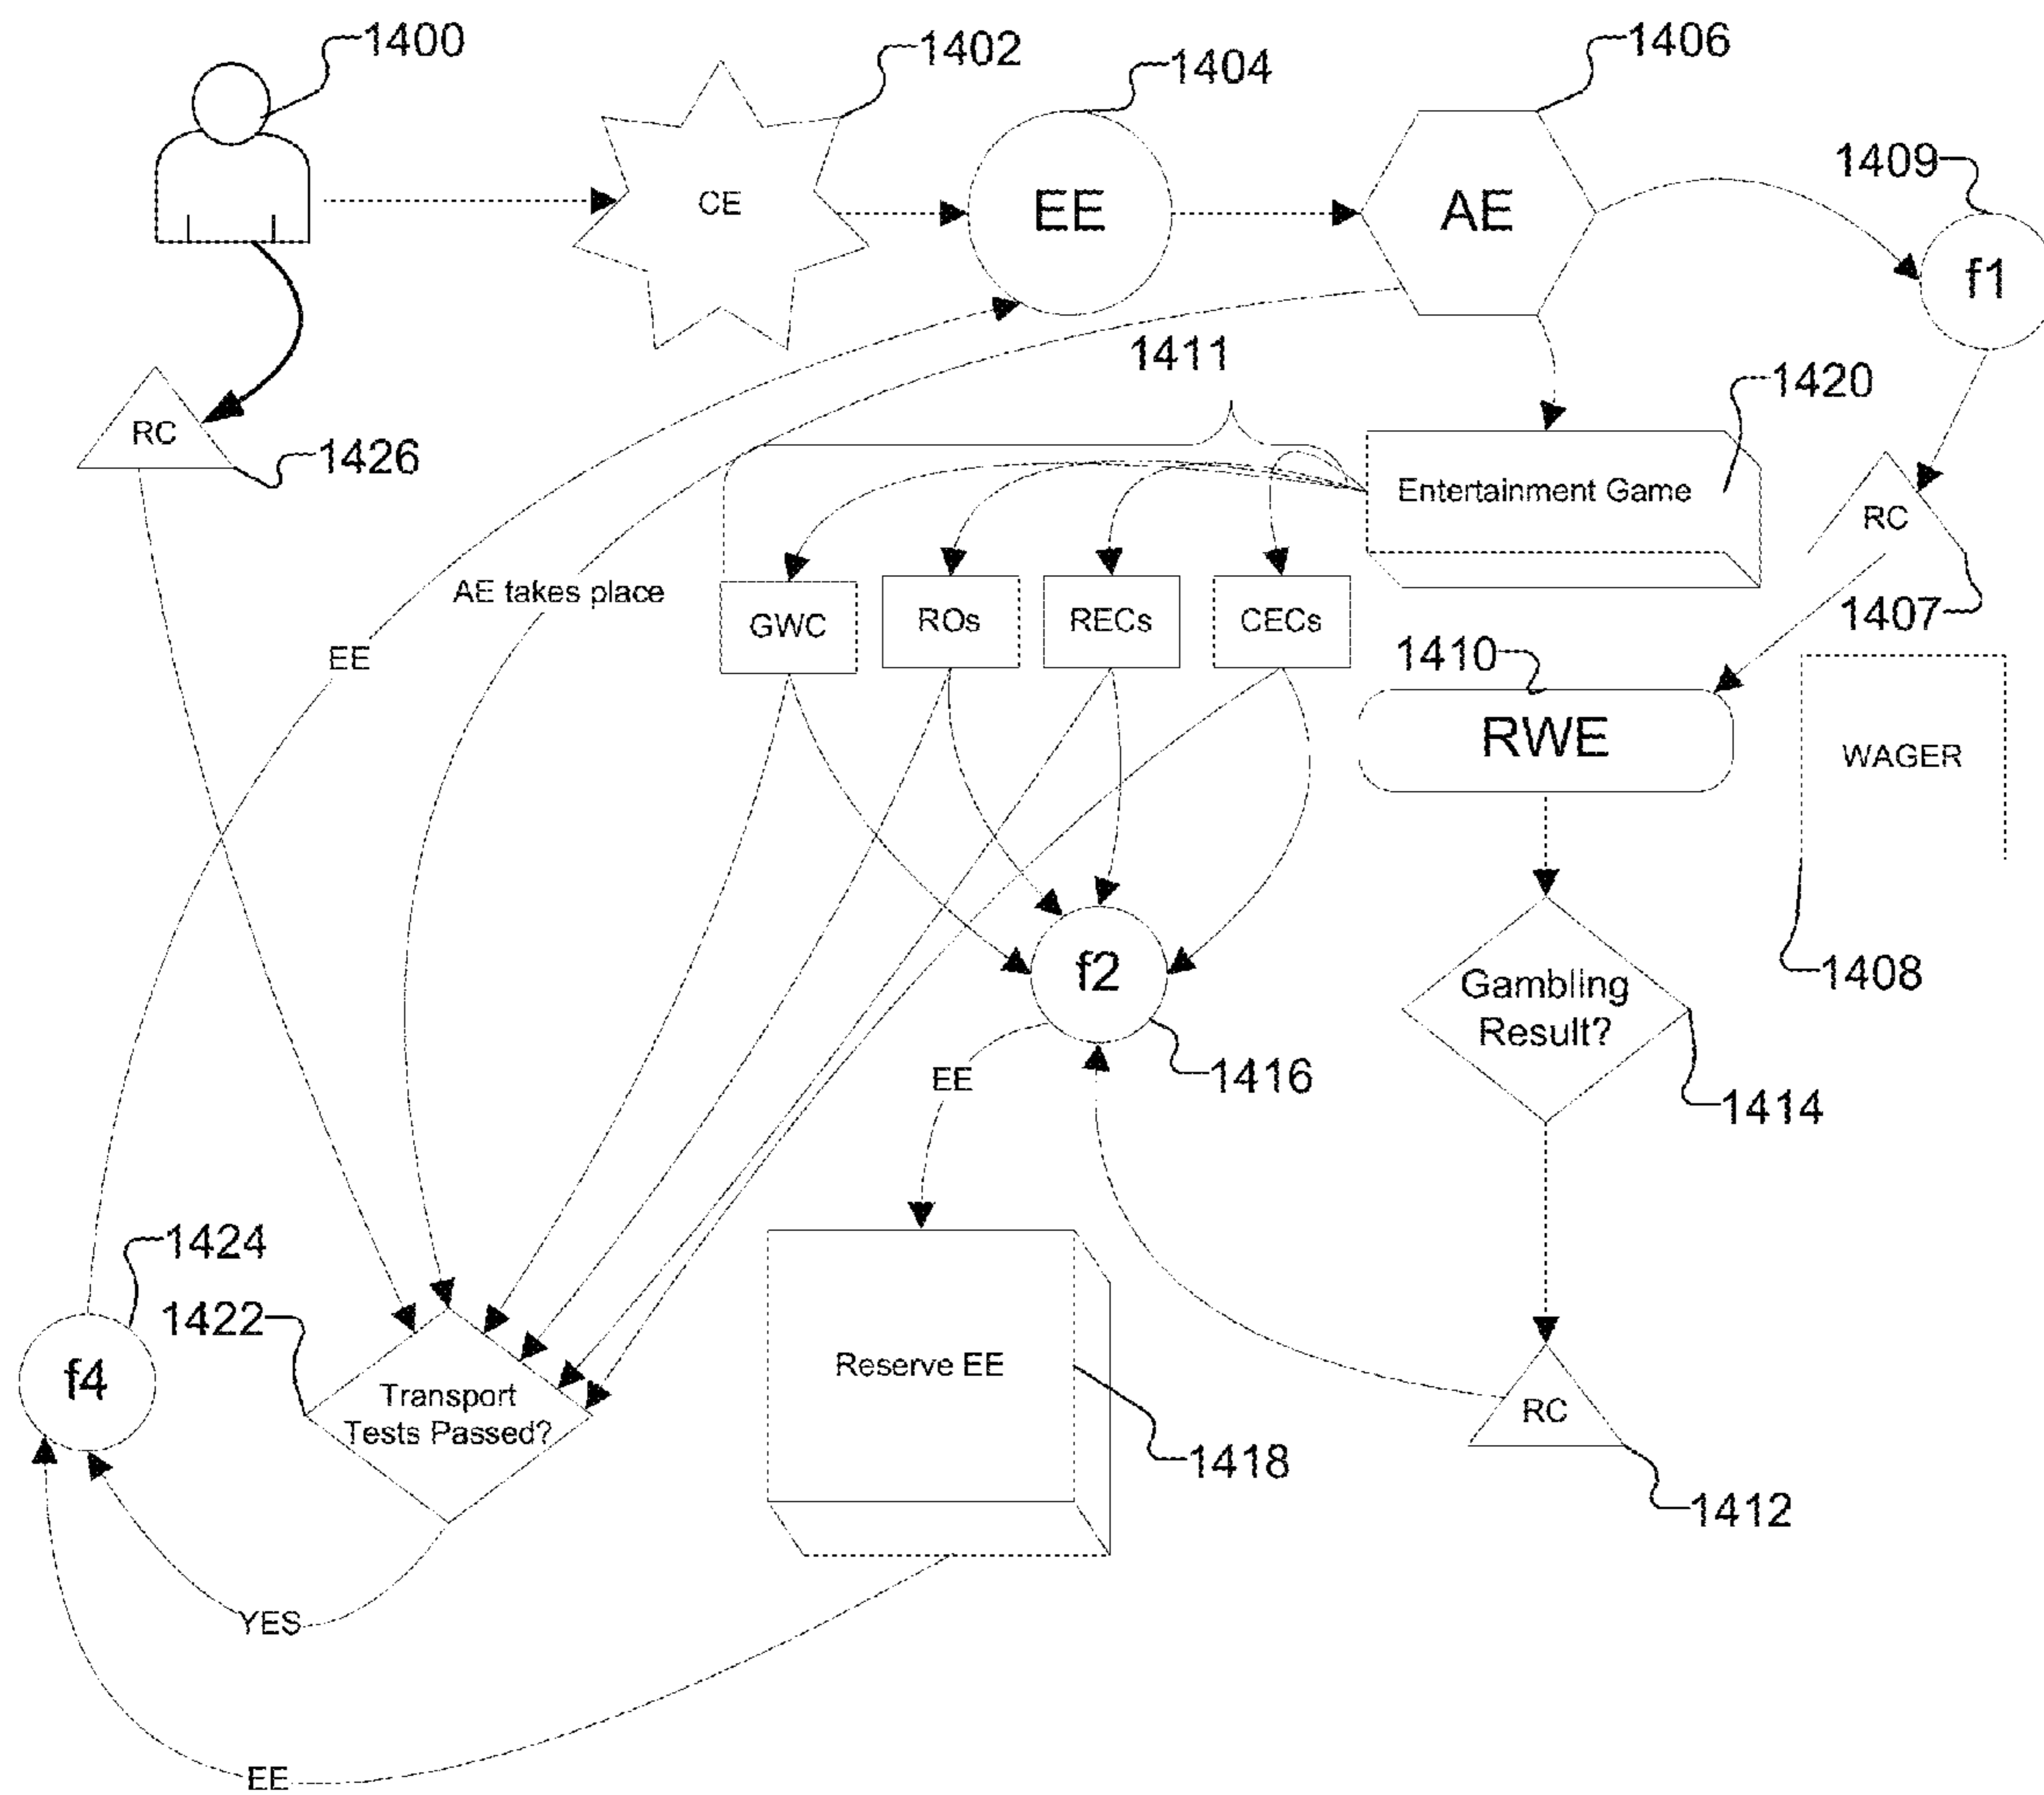 1400
1402
1404
1406
1409
CE
EE
AE
f1
1411
1420
RC
1426
Entertainment Game
RC
AE takes place
GWC
ROs
RECs
CECs
1407
EE
1410
RWE
WAGER
f2
Gambling
Result?
1408
EE
1416
1414
1424
1422
f4
Transport
Tests Passed?
Reserve EE
RC
1418
1412
YES
EE